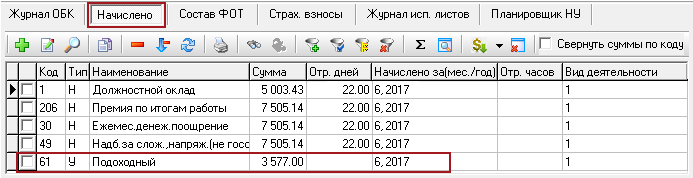 Журнал ОБК Начислено Состав ФОТ Страх. взносы Журнал исп. листов Планировщик НУ
Σ $ Свернуть суммы по коду
Код Тип Наименование Сумма Отр. дней Начислено за(мес./год) Отр. часов Вид деятельности
1 Н Должностной оклад 5 003.43 22.00 6, 2017 1
206 Н Премия по итогам работы 7 505.14 22.00 6, 2017 1
30 Н Ежемес.денеж.поощрение 7 505.14 22.00 6, 2017 1
49 Н Надб.за слож.,напряж.(не госс 7 505.14 22.00 6, 2017 1
61 У Подоходный 3 577.00 6, 2017 1